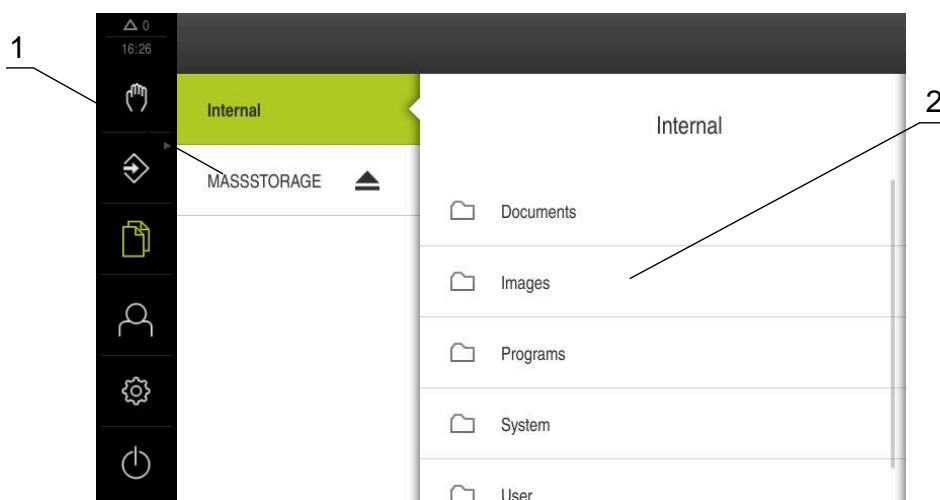 1
0
16:26
Internal
MASSSTORAGE
Internal
2
Documents
Images
Programs
System
User